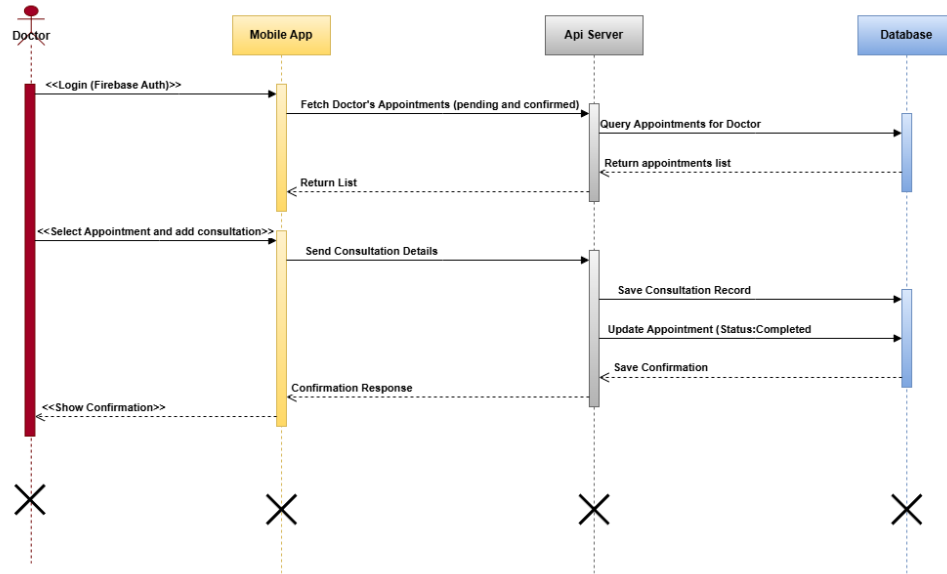 Doctor
Mobile App
Api Server
Database
<<Login (Firebase Auth)>>
Fetch Doctor's Appointments (pending and confirmed)
Query Appointments for Doctor
Return appointments list
Return List
<<Select Appointment and add consultation>>
Send Consultation Details
Save Consultation Record
Update Appointment (Status:Completed
Save Confirmation
Confirmation Response
<<Show Confirmation>>